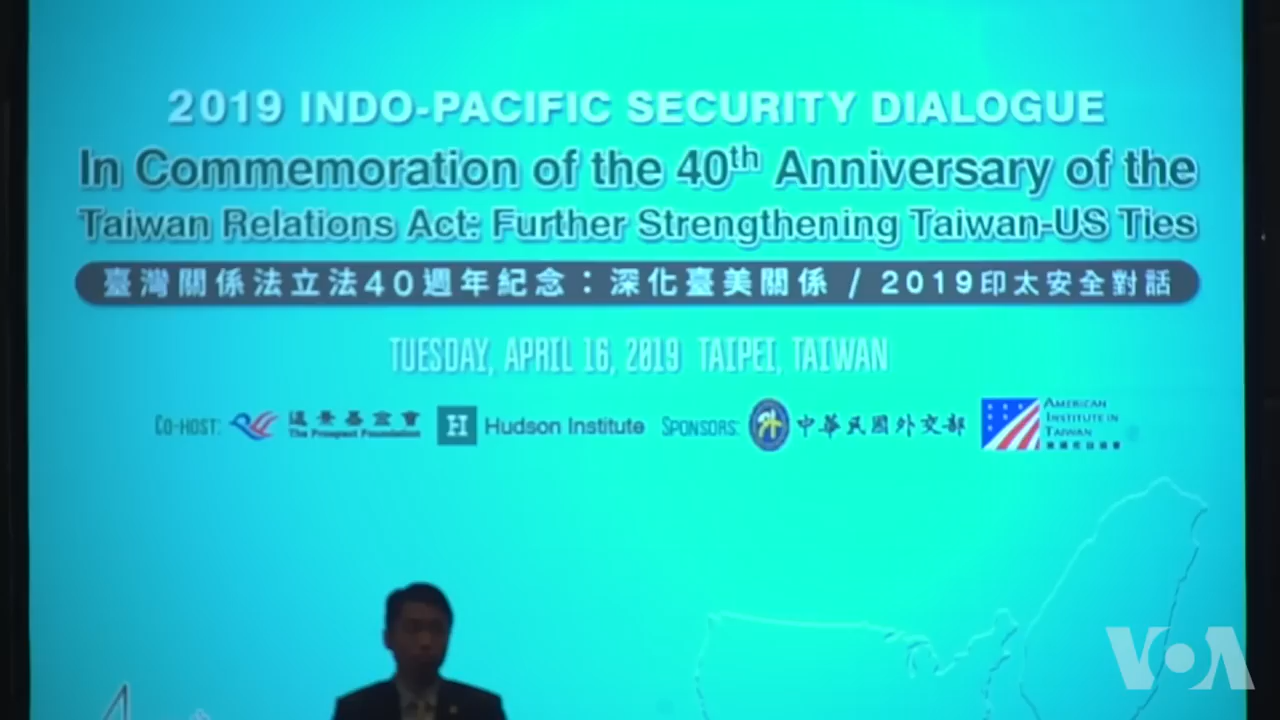 2019 INDO-PACIFIC SECURITY DIALOGUE
In Commemoration of the 40th Anniversary of the
Taiwan Relations Act: Further Strengthening Taiwan-US Ties
臺灣關係法立法40週年紀念：深化臺美關係 / 2019印太安全對話
TUESDAY, APRIL 16, 2019 TAIPEI, TAIWAN
CO-HOST: 遠景基金會 The Prospect Foundation H Hudson Institute SPONSORS: 外 中華民國外交部 AMERICAN INSTITUTE IN TAIWAN
VOA